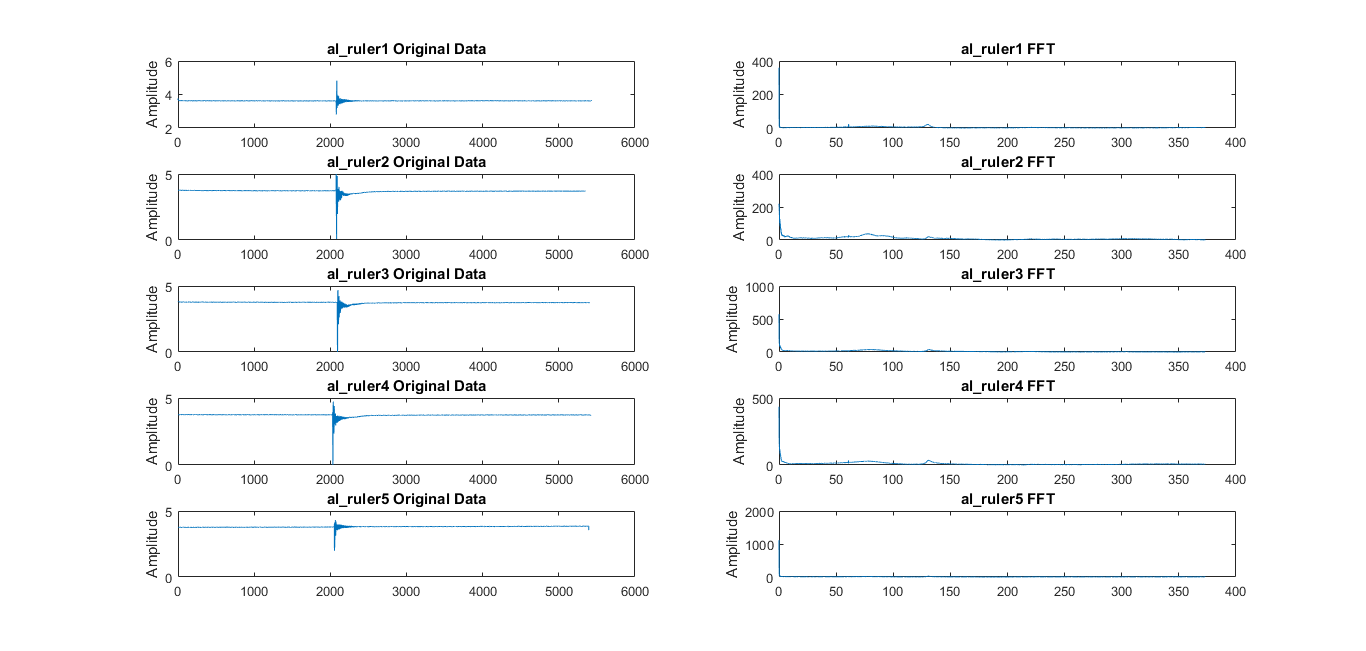 al_ruler1 Original Data
Amplitude
6
4
2
0 1000 2000 3000 4000 5000 6000
al_ruler1 FFT
Amplitude
400
200
0
0 50 100 150 200 250 300 350 400
al_ruler2 Original Data
Amplitude
5
0
0 1000 2000 3000 4000 5000 6000
al_ruler2 FFT
Amplitude
400
200
0
0 50 100 150 200 250 300 350 400
al_ruler3 Original Data
Amplitude
5
0
0 1000 2000 3000 4000 5000 6000
al_ruler3 FFT
Amplitude
1000
500
0
0 50 100 150 200 250 300 350 400
al_ruler4 Original Data
Amplitude
5
0
0 1000 2000 3000 4000 5000 6000
al_ruler4 FFT
Amplitude
500
0
0 50 100 150 200 250 300 350 400
al_ruler5 Original Data
Amplitude
5
0
0 1000 2000 3000 4000 5000 6000
al_ruler5 FFT
Amplitude
2000
1000
0
0 50 100 150 200 250 300 350 400